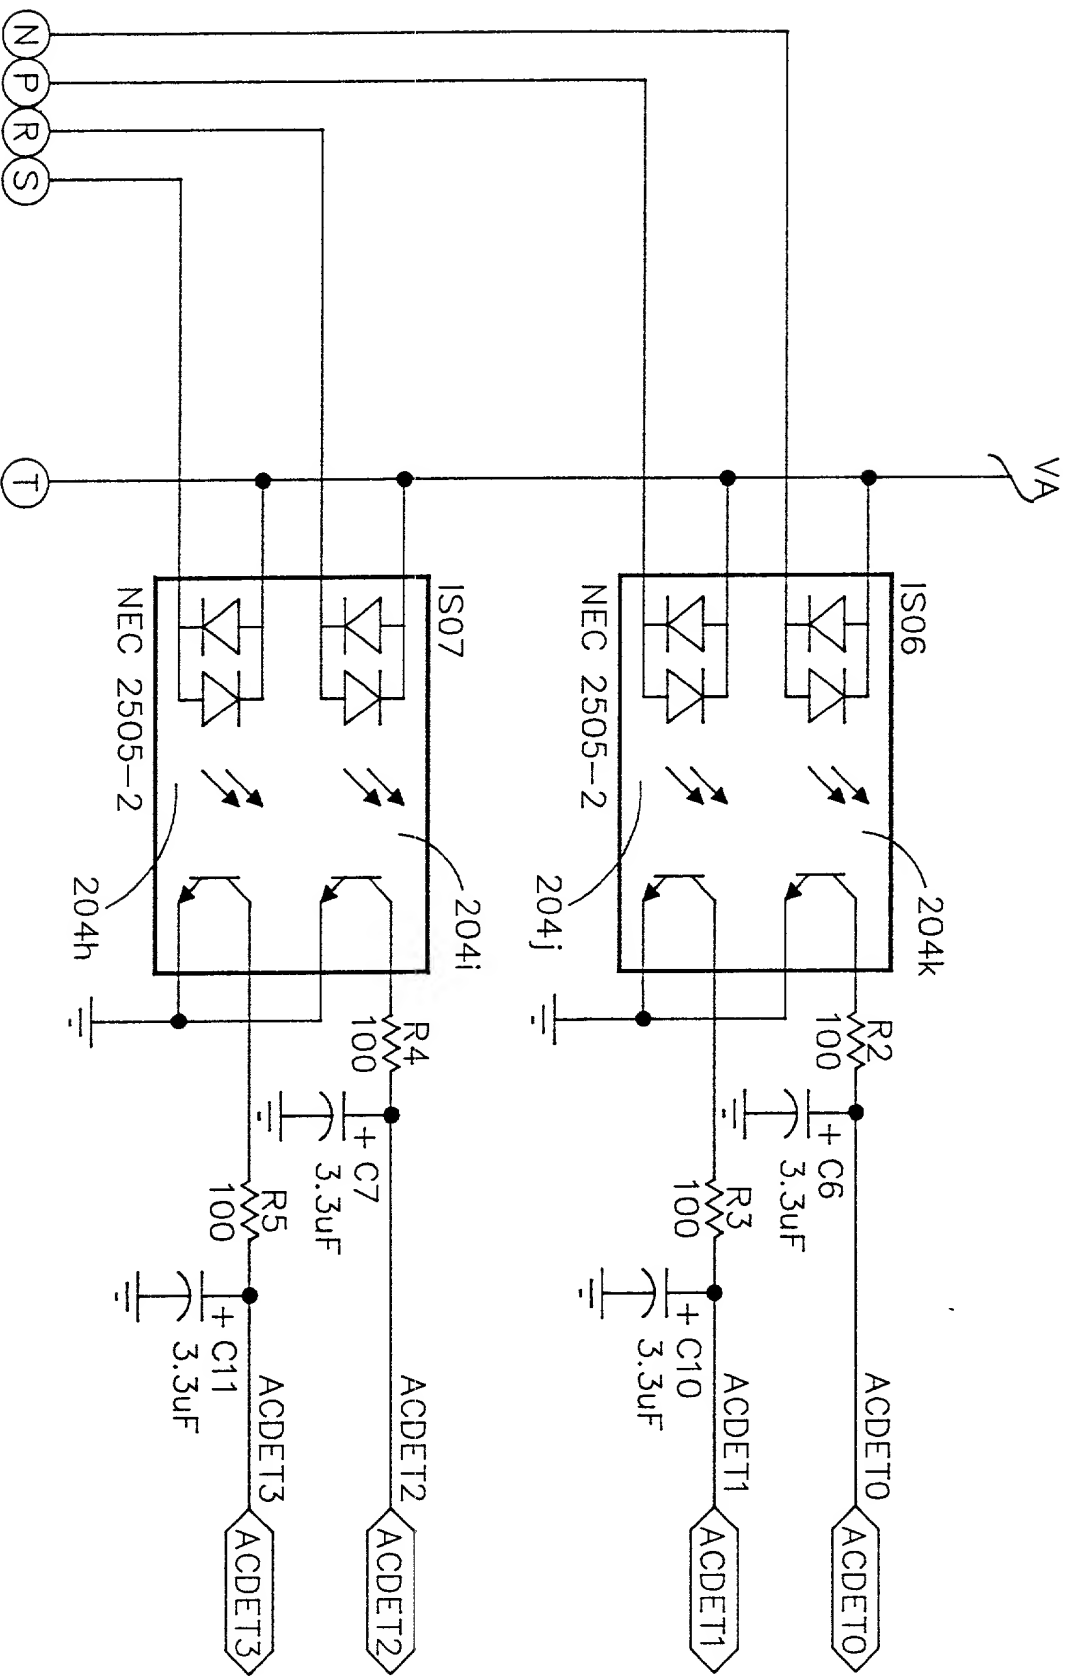 VA
IS06
204k
R2
100
+ C6
3.3uF
ACDET0
ACDET0
NEC 2505-2
204j
R3
100
+ C10
3.3uF
ACDET1
ACDET1
IS07
204i
R4
100
+ C7
3.3uF
ACDET2
ACDET2
NEC 2505-2
204h
R5
100
+ C11
3.3uF
ACDET3
ACDET3
N
P
R
S
T